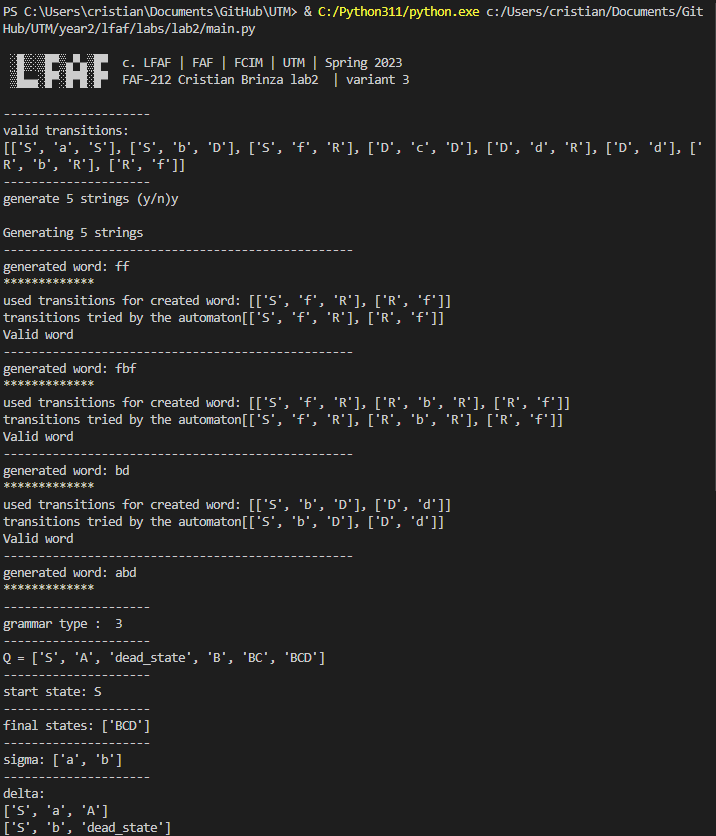 PS C:\Users\cristian\Documents\GitHub\UTM> & C:/Python311/python.exe c:/Users/cristian/Documents/Git
Hub/UTM/year2/lfaf/labs/lab2/main.py
LFAF c. LFAF | FAF | FCIM | UTM | Spring 2023
FAF-212 Cristian Brinza lab2  | variant 3
----------------------
valid transitions:
[['S', 'a', 'S'], ['S', 'b', 'D'], ['S', 'f', 'R'], ['D', 'c', 'D'], ['D', 'd', 'R'], ['D', 'd'], ['
R', 'b', 'R'], ['R', 'f']]
----------------------
generate 5 strings (y/n)y
Generating 5 strings
--------------------------------------------------
generated word: ff
*************
used transitions for created word: [['S', 'f', 'R'], ['R', 'f']]
transitions tried by the automaton[['S', 'f', 'R'], ['R', 'f']]
Valid word
--------------------------------------------------
generated word: fbf
*************
used transitions for created word: [['S', 'f', 'R'], ['R', 'b', 'R'], ['R', 'f']]
transitions tried by the automaton[['S', 'f', 'R'], ['R', 'b', 'R'], ['R', 'f']]
Valid word
--------------------------------------------------
generated word: bd
*************
used transitions for created word: [['S', 'b', 'D'], ['D', 'd']]
transitions tried by the automaton[['S', 'b', 'D'], ['D', 'd']]
Valid word
--------------------------------------------------
generated word: abd
*************
---------------------
grammar type :  3
---------------------
Q = ['S', 'A', 'dead_state', 'B', 'BC', 'BCD']
---------------------
start state: S
---------------------
final states: ['BCD']
---------------------
sigma: ['a', 'b']
---------------------
delta:
['S', 'a', 'A']
['S', 'b', 'dead_state']